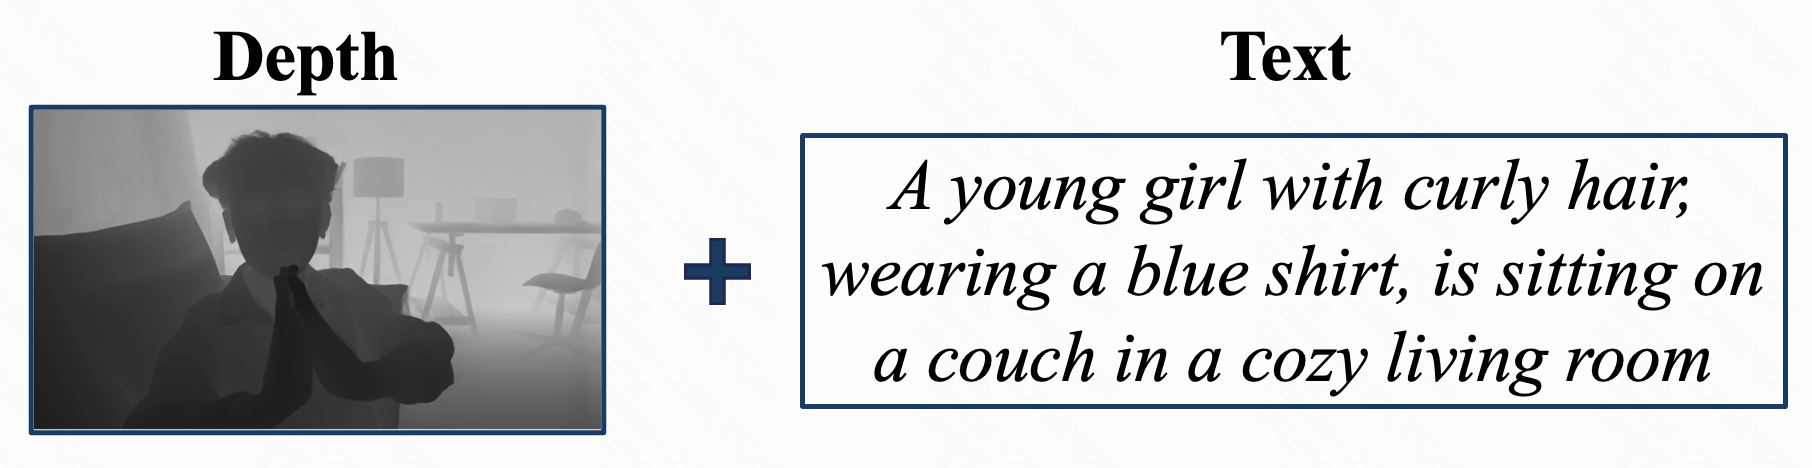 Depth
Text
A young girl with curly hair,
wearing a blue shirt, is sitting on
a couch in a cozy living room